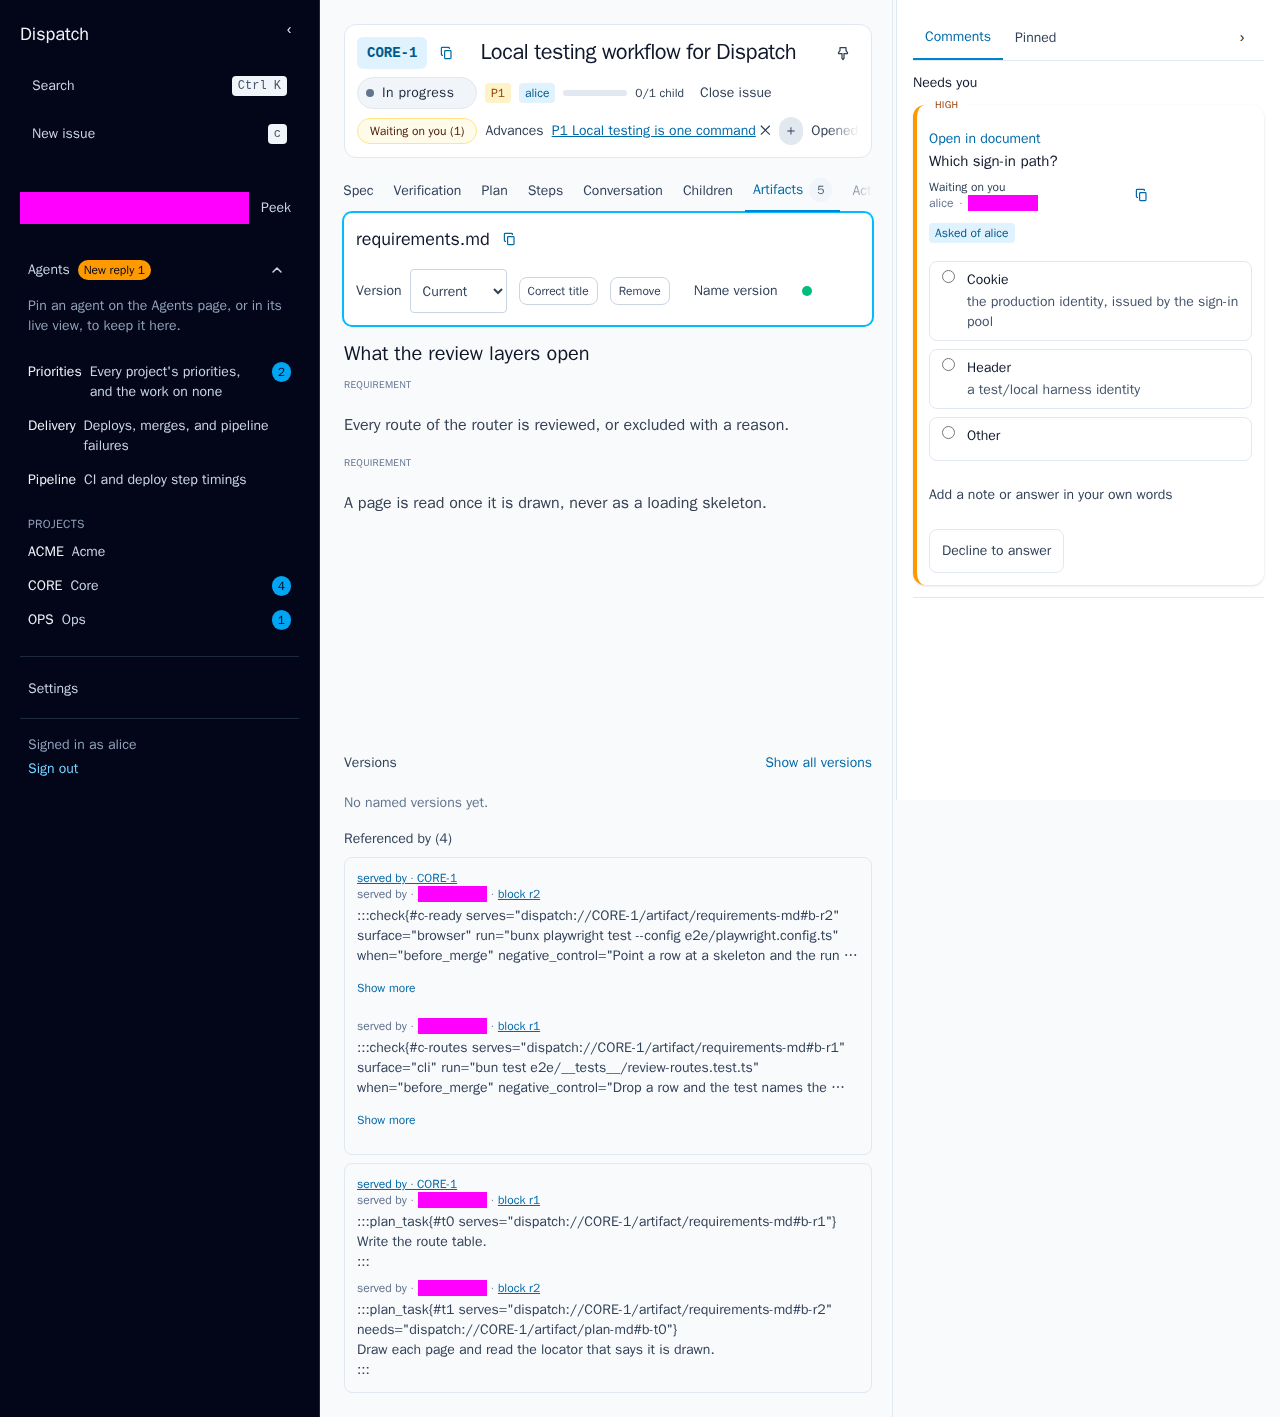 Dispatch
‹
Search
Ctrl K
New issue
C
Peek
Agents
New reply 1
Pin an agent on the Agents page, or in its
live view, to keep it here.
Priorities
Every project's priorities,
and the work on none
2
Delivery
Deploys, merges, and pipeline
failures
Pipeline
CI and deploy step timings
PROJECTS
ACME Acme
CORE Core
4
OPS Ops
1
Settings
Signed in as alice
Sign out
CORE-1
Local testing workflow for Dispatch
In progress
P1
alice
0/1 child
Close issue
Waiting on you (1)
Advances
P1 Local testing is one command
+
Opened
Spec
Verification
Plan
Steps
Conversation
Children
Artifacts
5
Act
requirements.md
Version
Current
Correct title
Remove
Name version
What the review layers open
REQUIREMENT
Every route of the router is reviewed, or excluded with a reason.
REQUIREMENT
A page is read once it is drawn, never as a loading skeleton.
Versions
Show all versions
No named versions yet.
Referenced by (4)
served by · CORE-1
served by ·
· block r2
:::check{#c-ready serves="dispatch://CORE-1/artifact/requirements-md#b-r2"
surface="browser" run="bunx playwright test --config e2e/playwright.config.ts"
when="before_merge" negative_control="Point a row at a skeleton and the run ⋯
Show more
served by ·
· block r1
:::check{#c-routes serves="dispatch://CORE-1/artifact/requirements-md#b-r1"
surface="cli" run="bun test e2e/__tests__/review-routes.test.ts"
when="before_merge" negative_control="Drop a row and the test names the ⋯
Show more
served by · CORE-1
served by ·
· block r1
:::plan_task{#t0 serves="dispatch://CORE-1/artifact/requirements-md#b-r1"}
Write the route table.
:::
served by ·
· block r2
:::plan_task{#t1 serves="dispatch://CORE-1/artifact/requirements-md#b-r2"
needs="dispatch://CORE-1/artifact/plan-md#b-t0"}
Draw each page and read the locator that says it is drawn.
:::
Comments
Pinned
›
Needs you
HIGH
Open in document
Which sign-in path?
Waiting on you
alice ·
Asked of alice
Cookie
the production identity, issued by the sign-in
pool
Header
a test/local harness identity
Other
Add a note or answer in your own words
Decline to answer